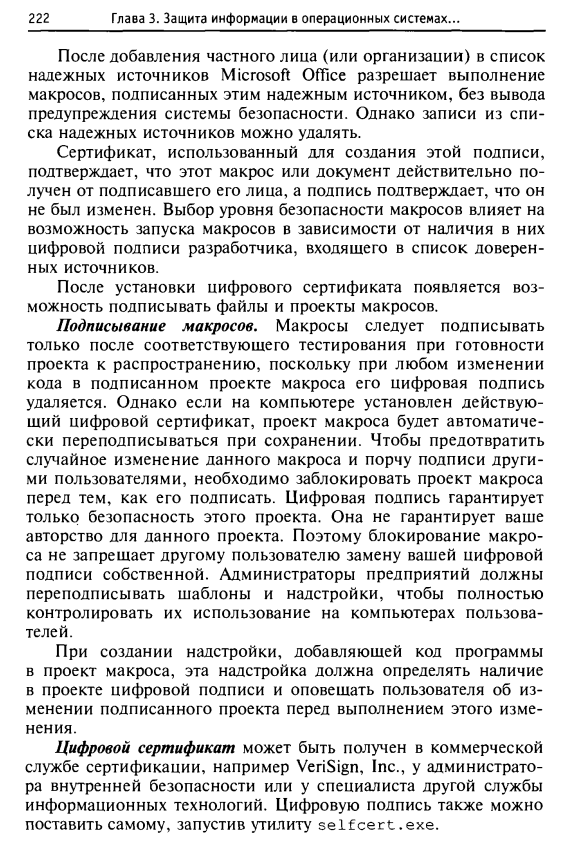 222 Глава 3. Защита информации в операционных системах...
После добавления частного лица (или организации) в список
надежных источников Microsoft Office разрешает выполнение
макросов, подписанных этим надежным источником, без вывода
предупреждения системы безопасности. Однако записи из спи-
ска надежных источников можно удалять.
Сертификат, использованный для создания этой подписи,
подтверждает, что этот макрос или документ действительно по-
лучен от подписавшего его лица, а подпись подтверждает, что он
не был изменен. Выбор уровня безопасности макросов влияет на
возможность запуска макросов в зависимости от наличия в них
цифровой подписи разработчика, входящего в список доверен-
ных источников.
После установки цифрового сертификата появляется воз-
можность подписывать файлы и проекты макросов.
Подписывание макросов. Макросы следует подписывать
только после соответствующего тестирования при готовности
проекта к распространению, поскольку при любом изменении
кода в подписанном проекте макроса его цифровая подпись
удаляется. Однако если на компьютере установлен действую-
щий цифровой сертификат, проект макроса будет автоматиче-
ски переподписываться при сохранении. Чтобы предотвратить
случайное изменение данного макроса и порчу подписи други-
ми пользователями, необходимо заблокировать проект макроса
перед тем, как его подписать. Цифровая подпись гарантирует
только безопасность этого проекта. Она не гарантирует ваше
авторство для данного проекта. Поэтому блокирование макро-
са не запрещает другому пользователю замену вашей цифровой
подписи собственной. Администраторы предприятий должны
переподписывать шаблоны и надстройки, чтобы полностью
контролировать их использование на компьютерах пользова-
телей.
При создании надстройки, добавляющей код программы
в проект макроса, эта надстройка должна определять наличие
в проекте цифровой подписи и оповещать пользователя об из-
менении подписанного проекта перед выполнением этого изме-
нения.
Цифровой сертификат может быть получен в коммерческой
службе сертификации, например VeriSign, Inc., у администрато-
ра внутренней безопасности или у специалиста другой службы
информационных технологий. Цифровую подпись также можно
поставить самому, запустив утилиту selfcert.exe.